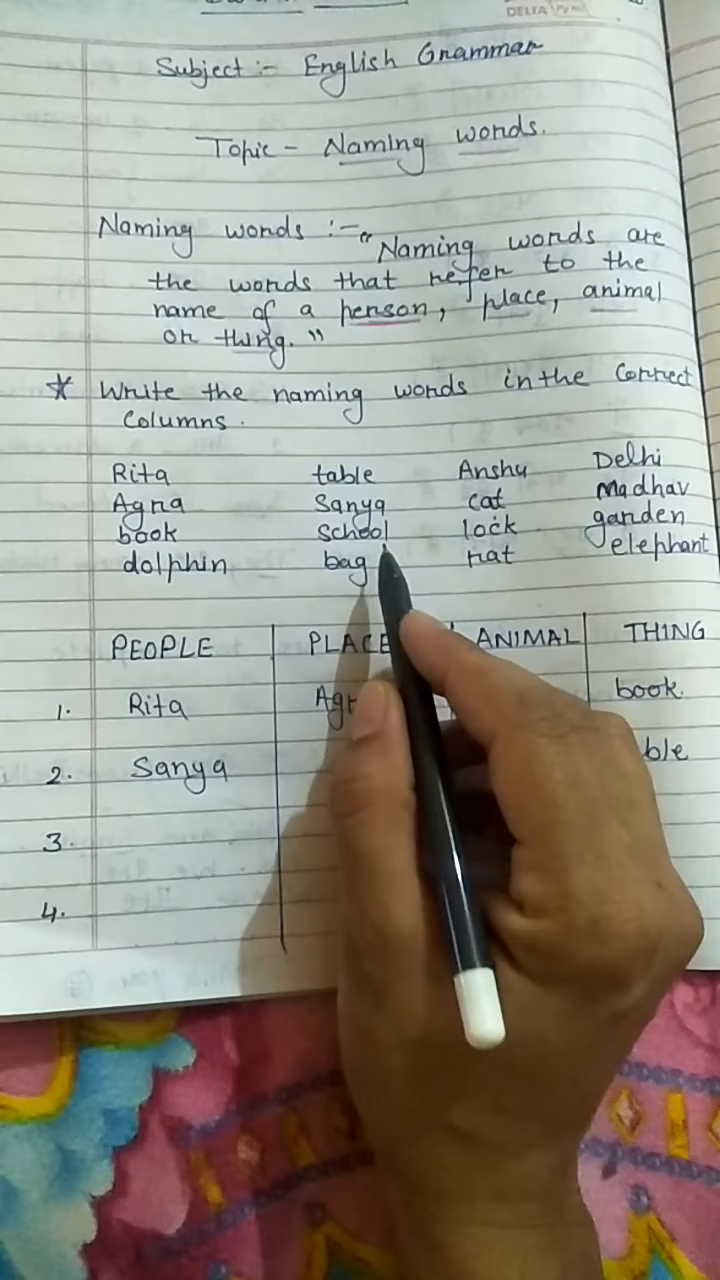 DELTA
Subject :- English Grammar
Topic - Naming words.
Naming words :- "Naming words are
the words that refer to the
name of a person, place, animal
or thing."
* Write the naming words in the correct
columns.
Rita table Anshu Delhi
Agra Sanya cat Madhav
book school lock garden
dolphin bag rat elephant
PEOPLE PLACE ANIMAL THING
1. Rita Agr book.
2. Sanya ble
3.
4.